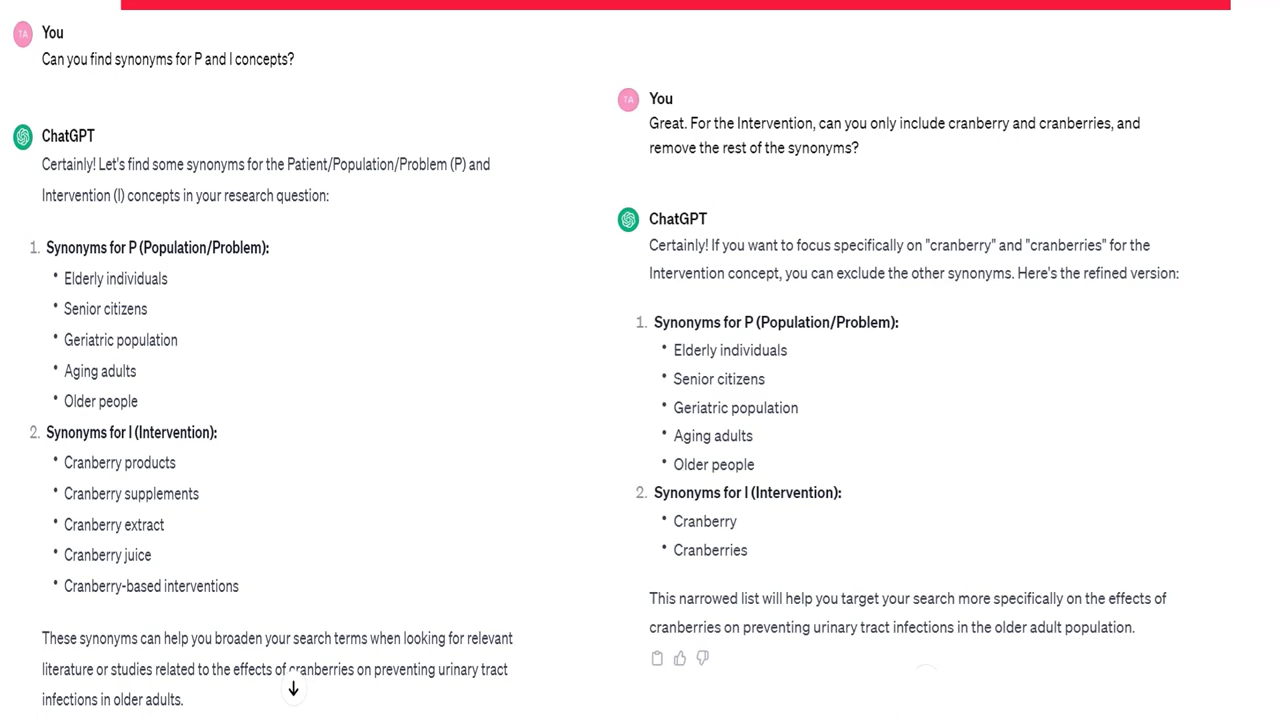 TA
You
Can you find synonyms for P and I concepts?
ChatGPT
Certainly! Let's find some synonyms for the Patient/Population/Problem (P) and
Intervention (I) concepts in your research question:
1. Synonyms for P (Population/Problem):
• Elderly individuals
• Senior citizens
• Geriatric population
• Aging adults
• Older people
2. Synonyms for I (Intervention):
• Cranberry products
• Cranberry supplements
• Cranberry extract
• Cranberry juice
• Cranberry-based interventions
These synonyms can help you broaden your search terms when looking for relevant
literature or studies related to the effects of cranberries on preventing urinary tract
infections in older adults.
TA
You
Great. For the Intervention, can you only include cranberry and cranberries, and
remove the rest of the synonyms?
ChatGPT
Certainly! If you want to focus specifically on "cranberry" and "cranberries" for the
Intervention concept, you can exclude the other synonyms. Here's the refined version:
1. Synonyms for P (Population/Problem):
• Elderly individuals
• Senior citizens
• Geriatric population
• Aging adults
• Older people
2. Synonyms for I (Intervention):
• Cranberry
• Cranberries
This narrowed list will help you target your search more specifically on the effects of
cranberries on preventing urinary tract infections in the older adult population.